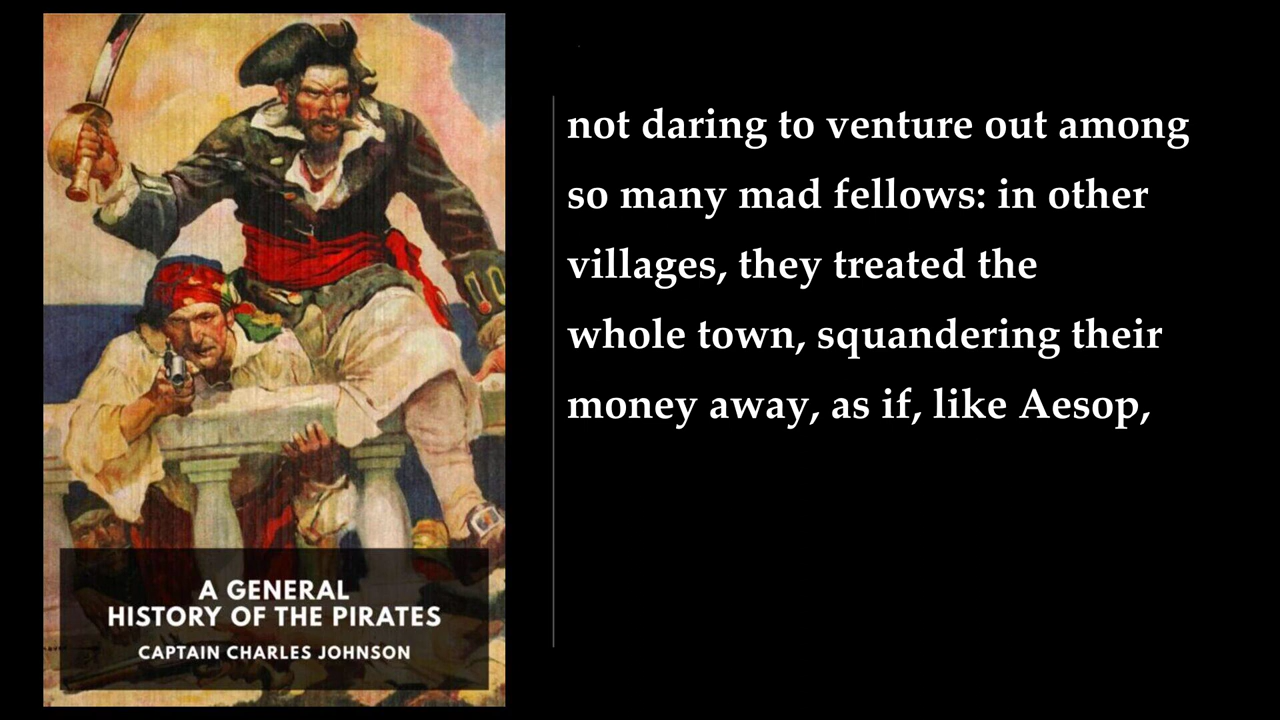 not daring to venture out among
so many mad fellows: in other
villages, they treated the
whole town, squandering their
money away, as if, like Aesop,
A GENERAL
HISTORY OF THE PIRATES
CAPTAIN CHARLES JOHNSON